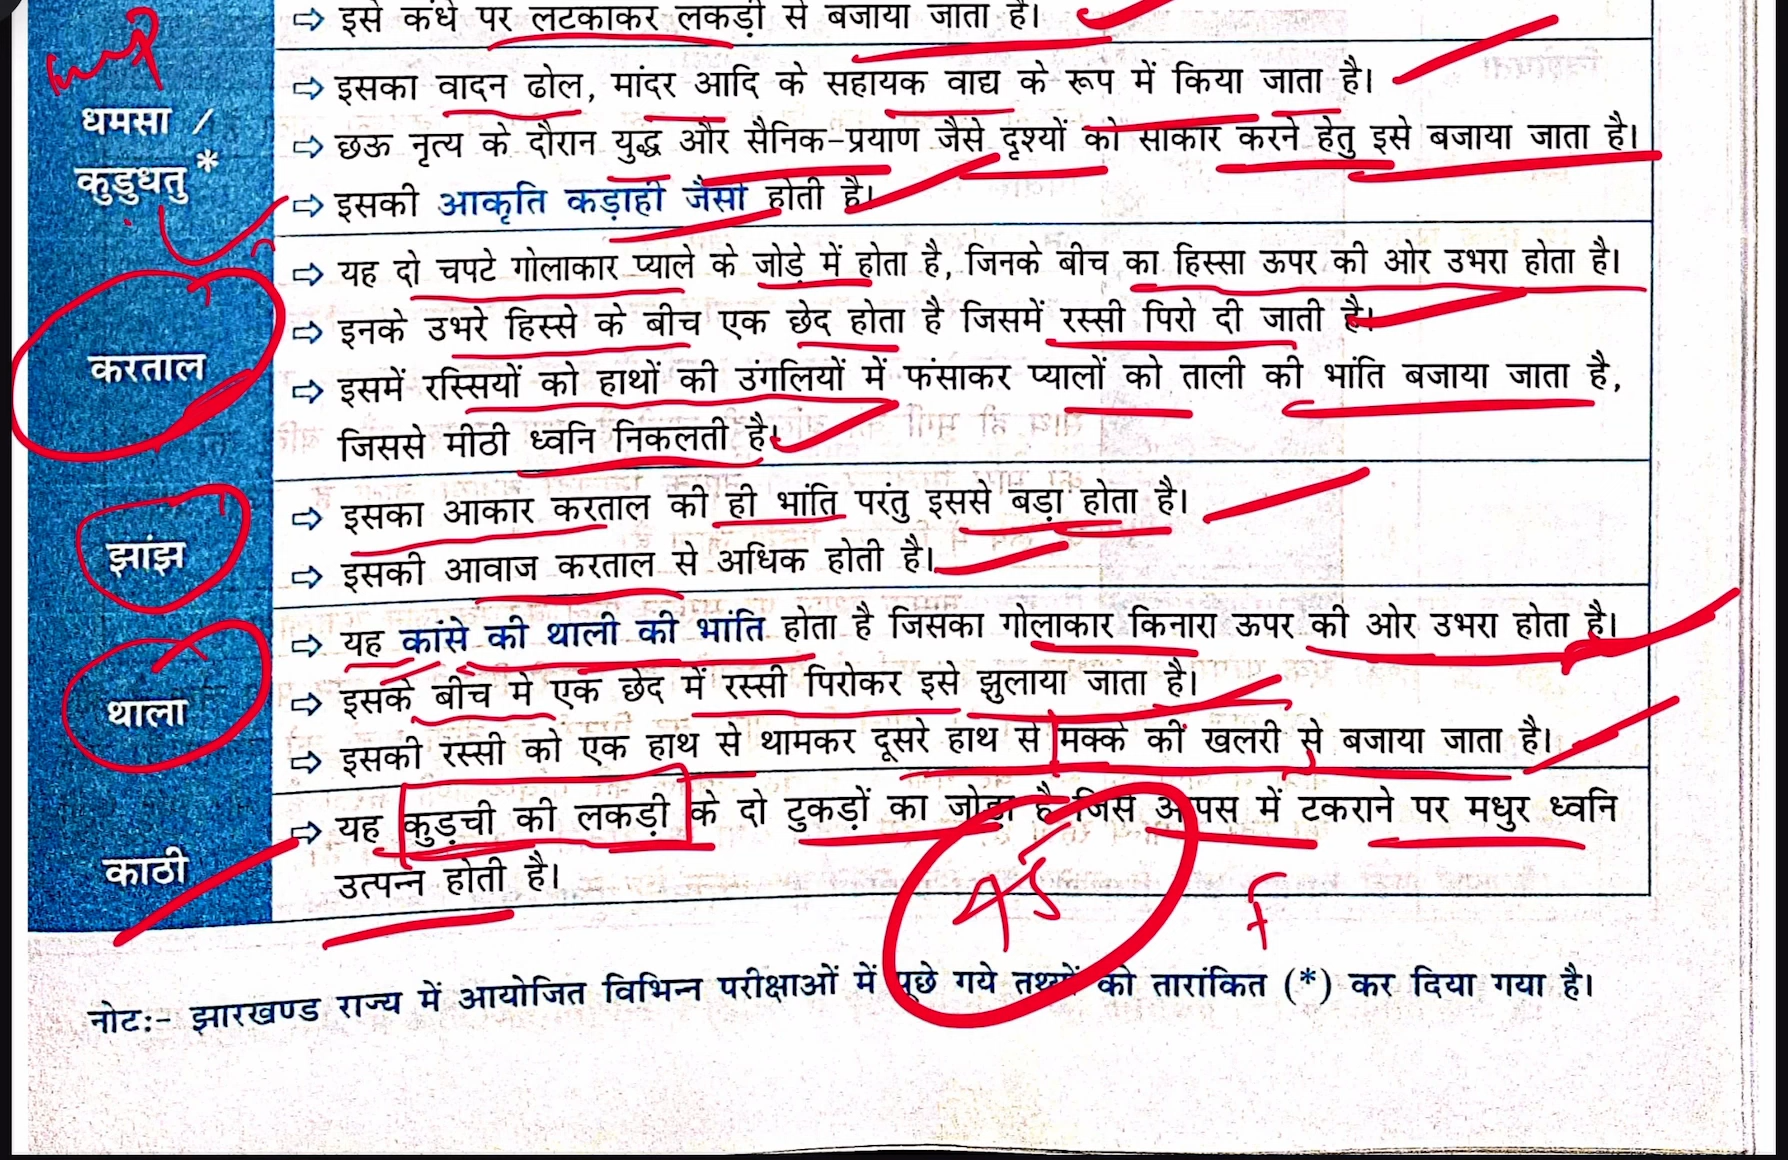 ⇨ इसे कंधे पर लटकाकर लकड़ी से बजाया जाता है।
धमसा /
कुडुधतु *
⇨ इसका वादन ढोल, मांदर आदि के सहायक वाद्य के रूप में किया जाता है।
⇨ छऊ नृत्य के दौरान युद्ध और सैनिक-प्रयाण जैसे दृश्यों को साकार करने हेतु इसे बजाया जाता है।
⇨ इसकी आकृति कड़ाही जैसी होती है।
करताल
⇨ यह दो चपटे गोलाकार प्याले के जोड़े में होता है, जिनके बीच का हिस्सा ऊपर की ओर उभरा होता है।
⇨ इनके उभरे हिस्से के बीच एक छेद होता है जिसमें रस्सी पिरो दी जाती है।
⇨ इसमें रस्सियों को हाथों की उंगलियों में फंसाकर प्यालों को ताली की भांति बजाया जाता है,
जिससे मीठी ध्वनि निकलती है।
झांझ
⇨ इसका आकार करताल की ही भांति परंतु इससे बड़ा होता है।
⇨ इसकी आवाज करताल से अधिक होती है।
थाला
⇨ यह कांसे की थाली की भांति होता है जिसका गोलाकार किनारा ऊपर की ओर उभरा होता है।
⇨ इसके बीच मे एक छेद में रस्सी पिरोकर इसे झुलाया जाता है।
⇨ इसकी रस्सी को एक हाथ से थामकर दूसरे हाथ से मक्के की खलरी से बजाया जाता है।
काठी
⇨ यह कुड़ची की लकड़ी के दो टुकड़ों का जोड़ा है जिसे आपस में टकराने पर मधुर ध्वनि
उत्पन्न होती है।
45
नोट:- झारखण्ड राज्य में आयोजित विभिन्न परीक्षाओं में पूछे गये तथ्यों को तारांकित (*) कर दिया गया है।